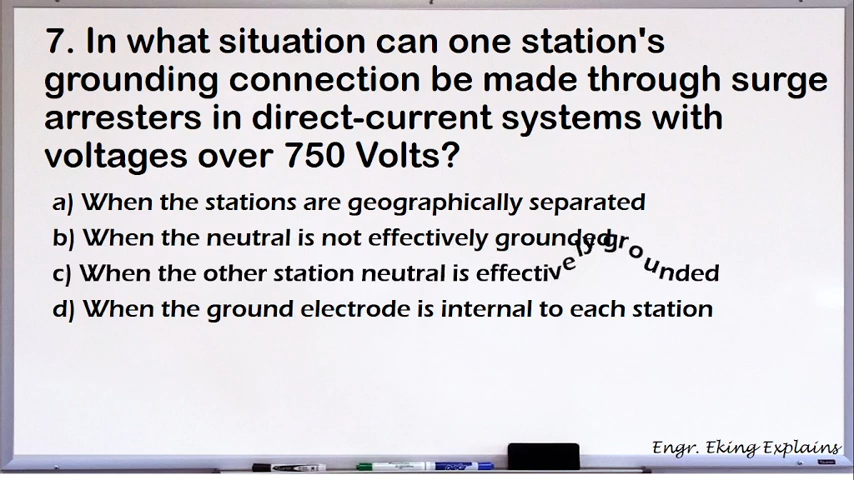 7. In what situation can one station's
grounding connection be made through surge
arresters in direct-current systems with
voltages over 750 Volts?
a) When the stations are geographically separated
b) When the neutral is not effectively grounded
c) When the other station neutral is effectively grounded
d) When the ground electrode is internal to each station
Engr. Eking Explains